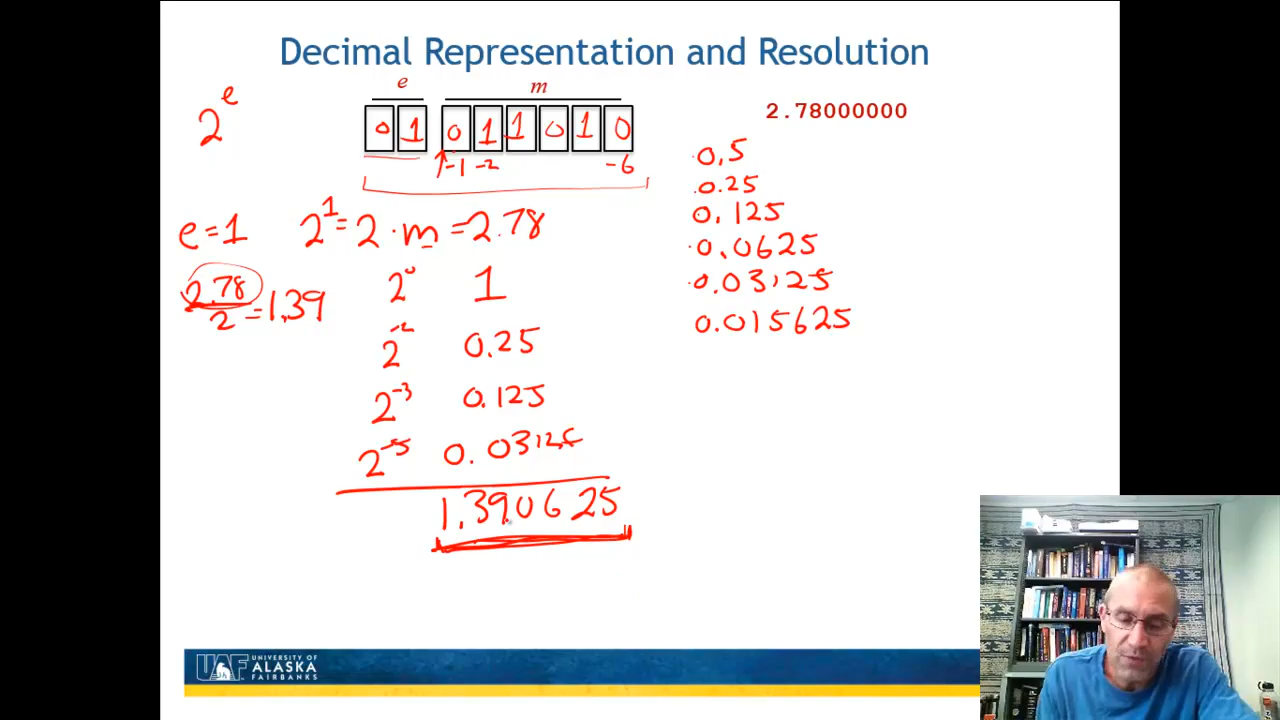 Decimal Representation and Resolution
e m
2^e
0 1 0 1 1 0 1 0
-1 -2 -6
2.78000000
0.5
0.25
0.125
0.0625
0.03125
0.015625
e=1 2^1=2·m=2.78
2.78/2=1.39
2^0 1
2^-2 0.25
2^-3 0.125
2^-5 0.03125
1.390625
UAF UNIVERSITY OF
ALASKA
FAIRBANKS